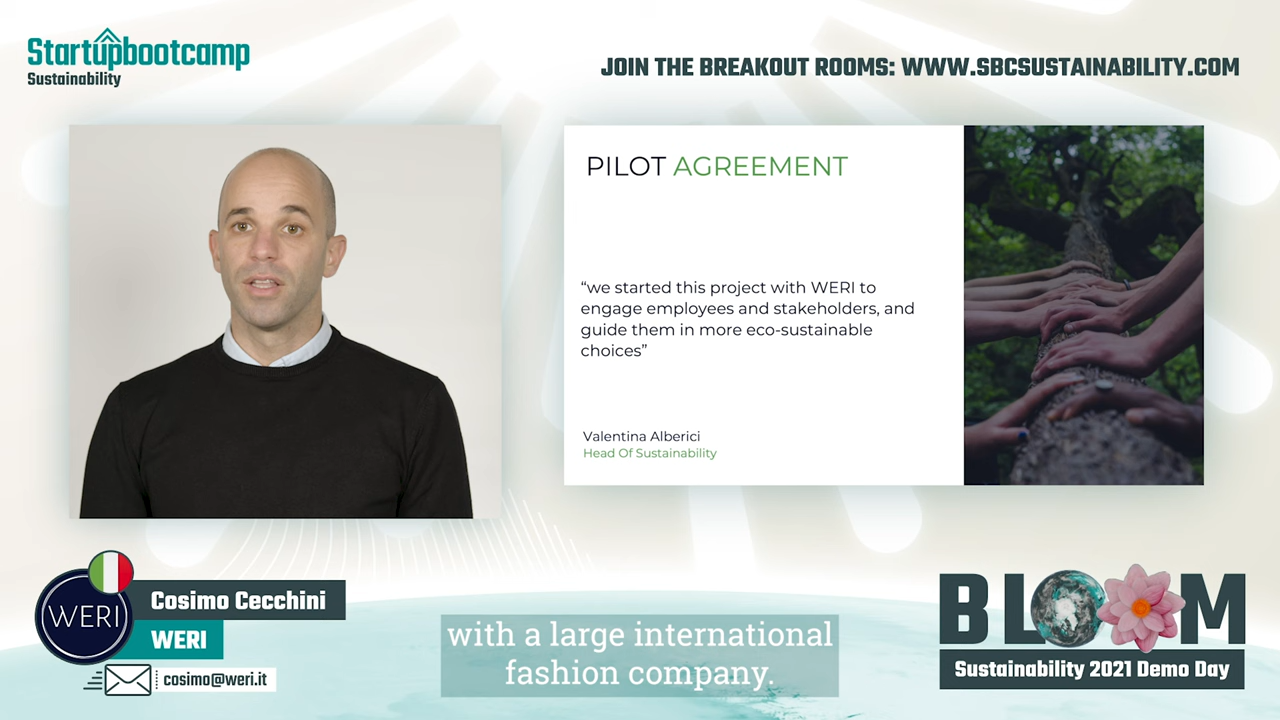 Startupbootcamp
Sustainability
JOIN THE BREAKOUT ROOMS: WWW.SBCSUSTAINABILITY.COM
PILOT AGREEMENT
“we started this project with WERI to
engage employees and stakeholders, and
guide them in more eco-sustainable
choices”
Valentina Alberici
Head Of Sustainability
WERI
Cosimo Cecchini
WERI
cosimo@weri.it
with a large international
fashion company.
BLOOM
Sustainability 2021 Demo Day